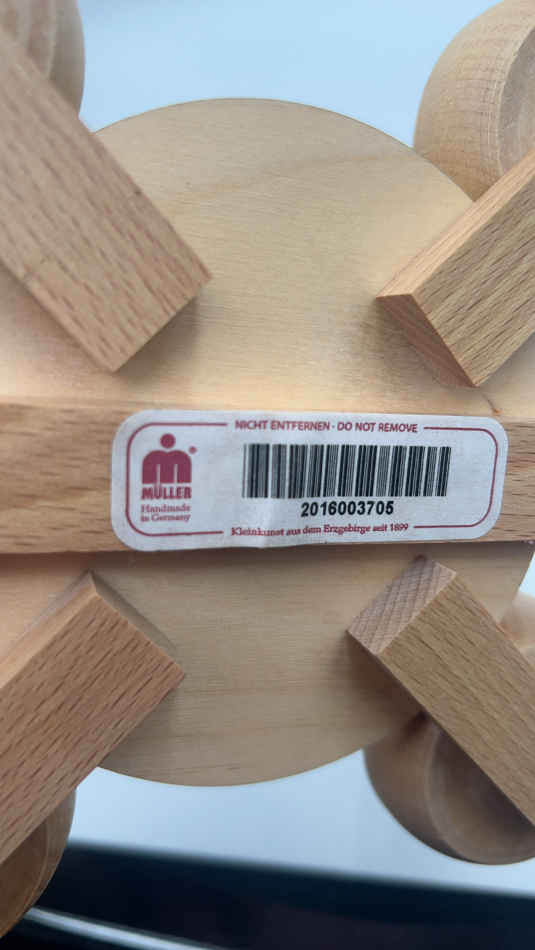 NICHT ENTFERNEN · DO NOT REMOVE
MÜLLER
Handmade
in Germany
2016003705
Kleinkunst aus dem Erzgebirge seit 1899